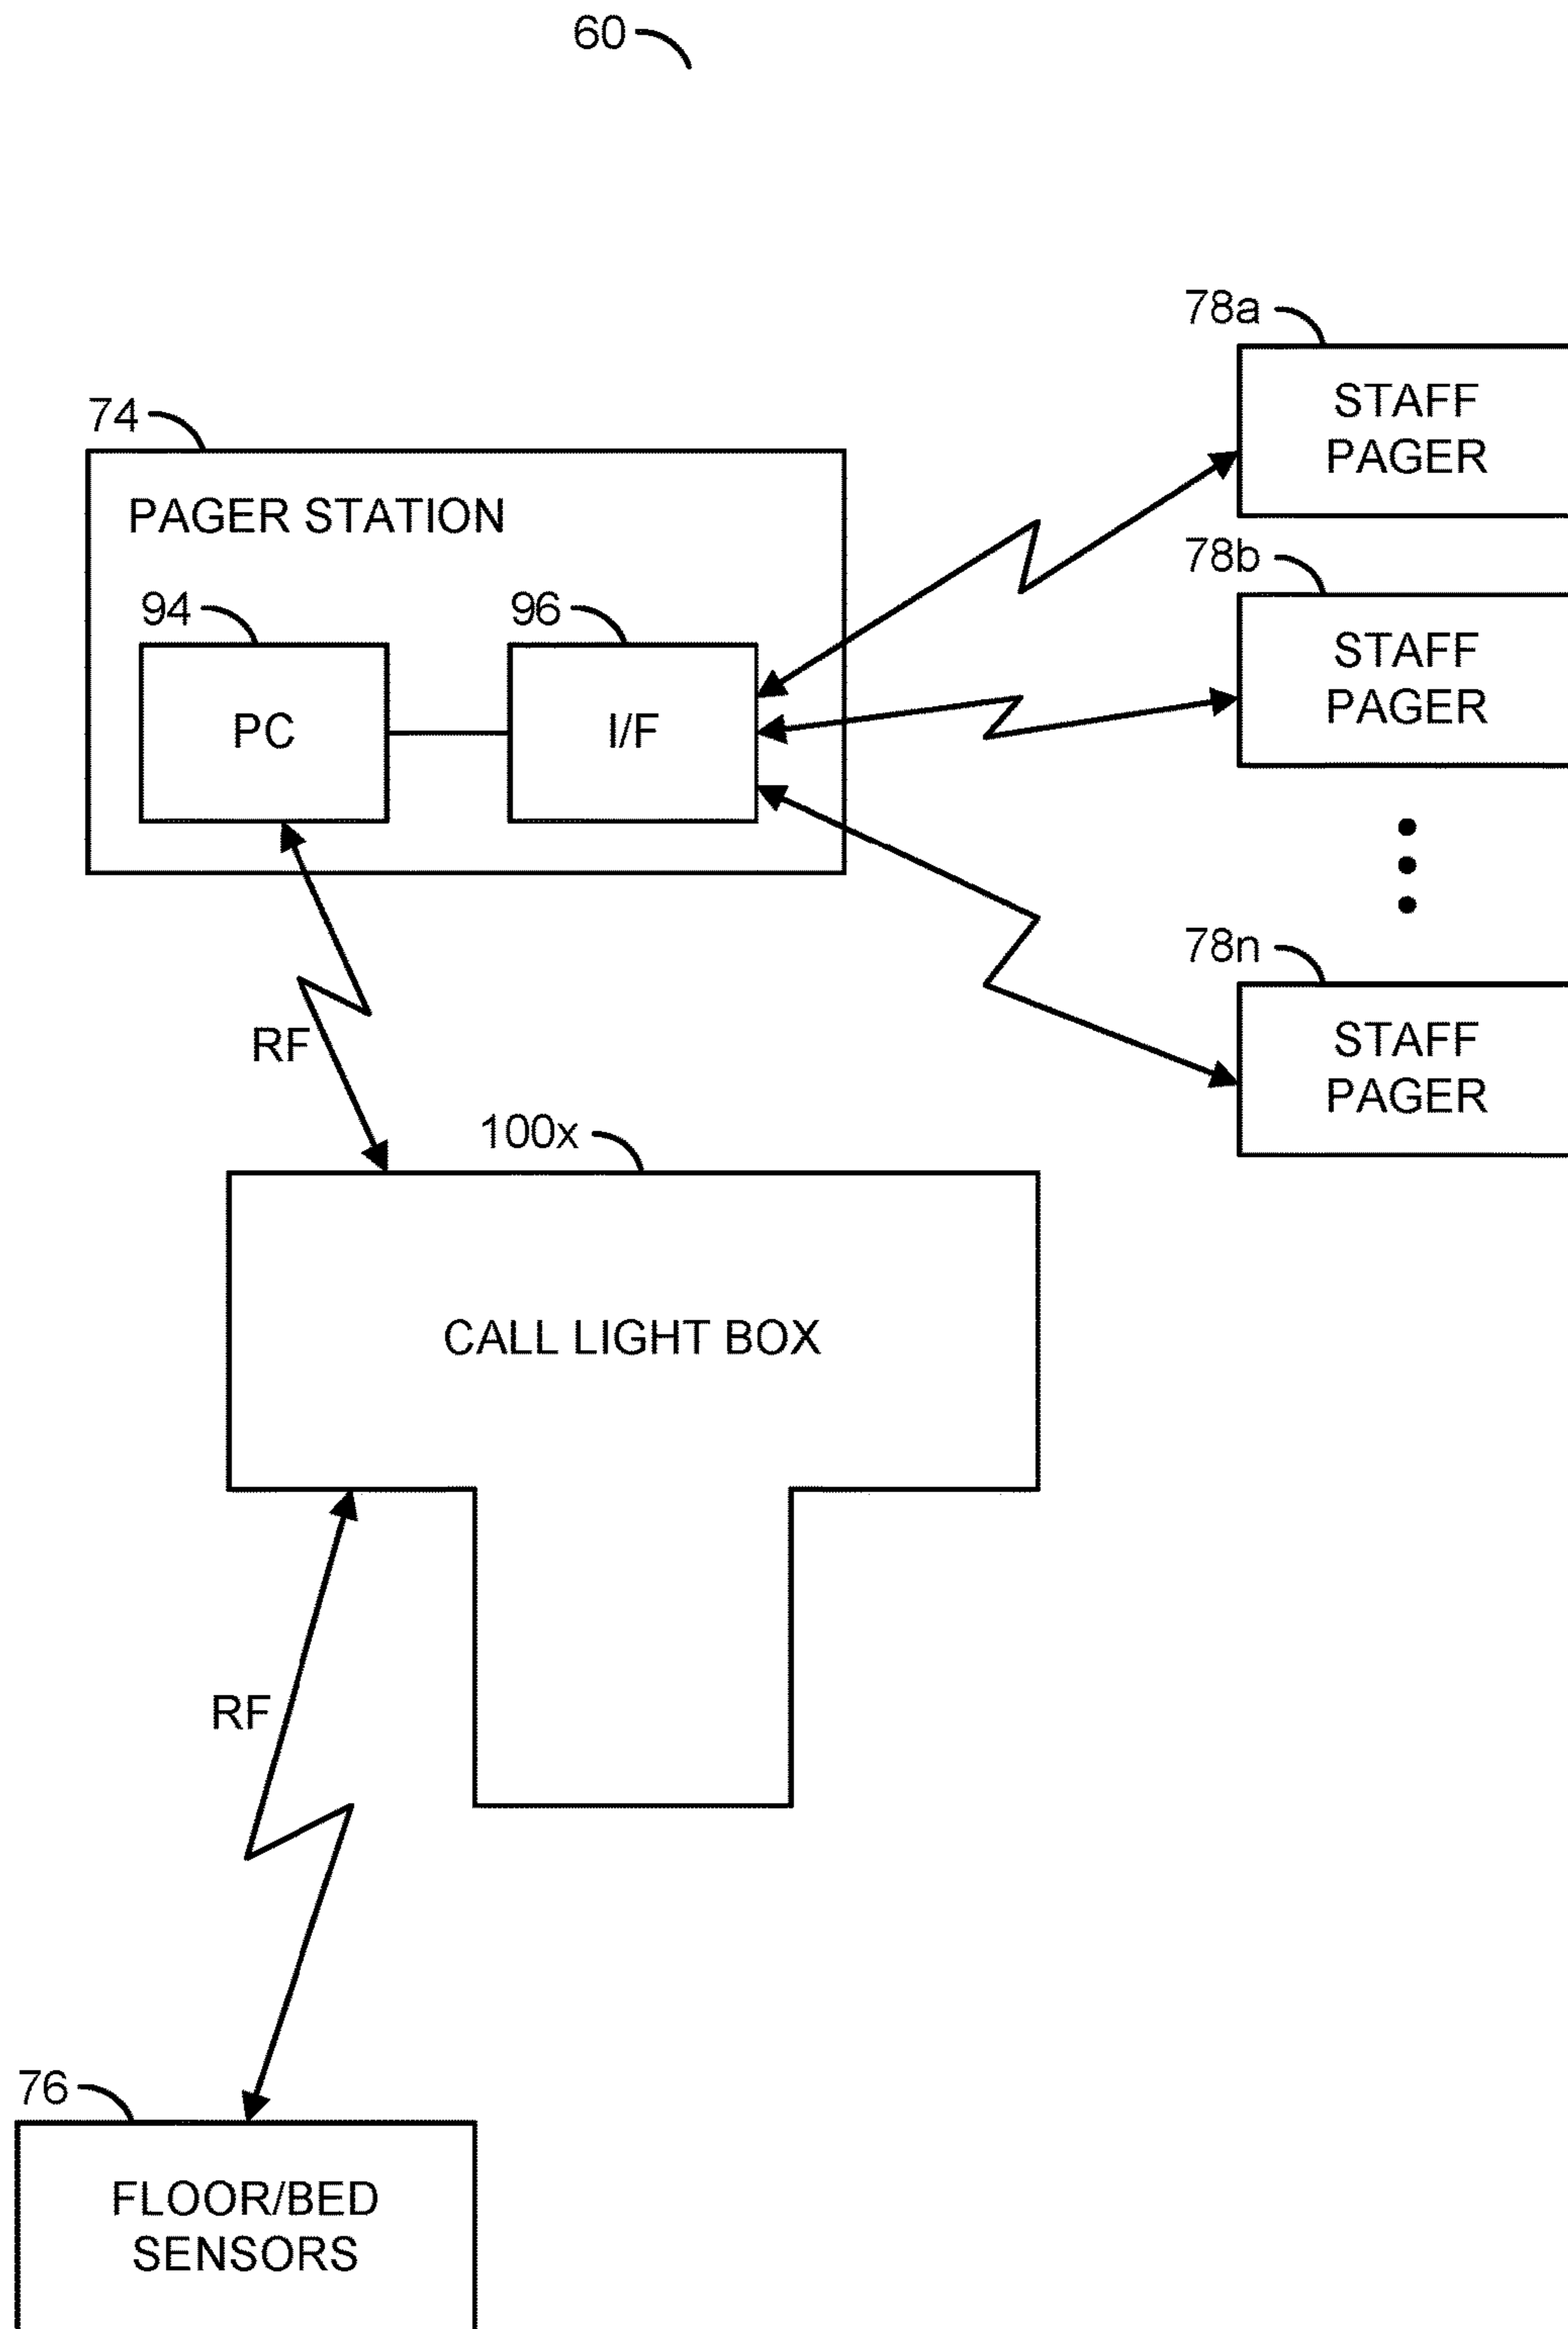 60
78a
STAFF
PAGER
74
PAGER STATION
78b
94
96
STAFF
PAGER
PC
I/F
78n
STAFF
PAGER
RF
100x
CALL LIGHT BOX
RF
76
FLOOR/BED
SENSORS